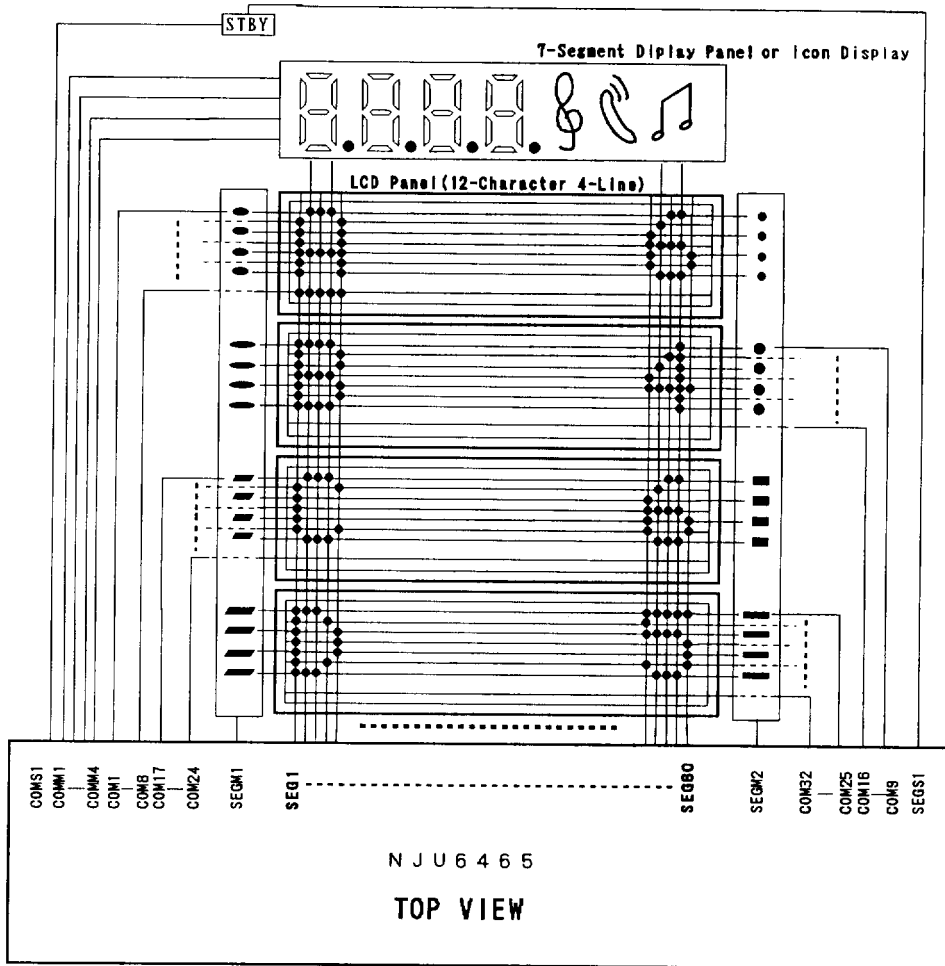 STBY
7-Segment Diplay Panel or Icon Display
LCD Panel(12-Character 4-Line)
COMS1
COMM1
COMM4
COM1
COM8
COM17
COM24
SEGM1
SEG1
SEG60
SEGM2
COM32
COM25
COM16
COM9
SEGS1
NJU6465
TOP VIEW